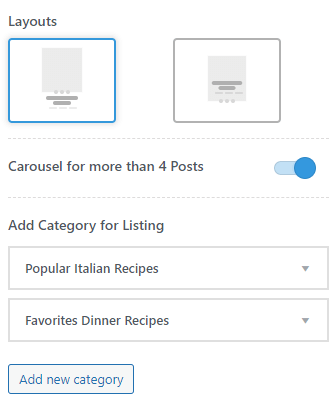 Layouts
Carousel for more than 4 Posts
Add Category for Listing
Popular Italian Recipes
Favorites Dinner Recipes
Add new category